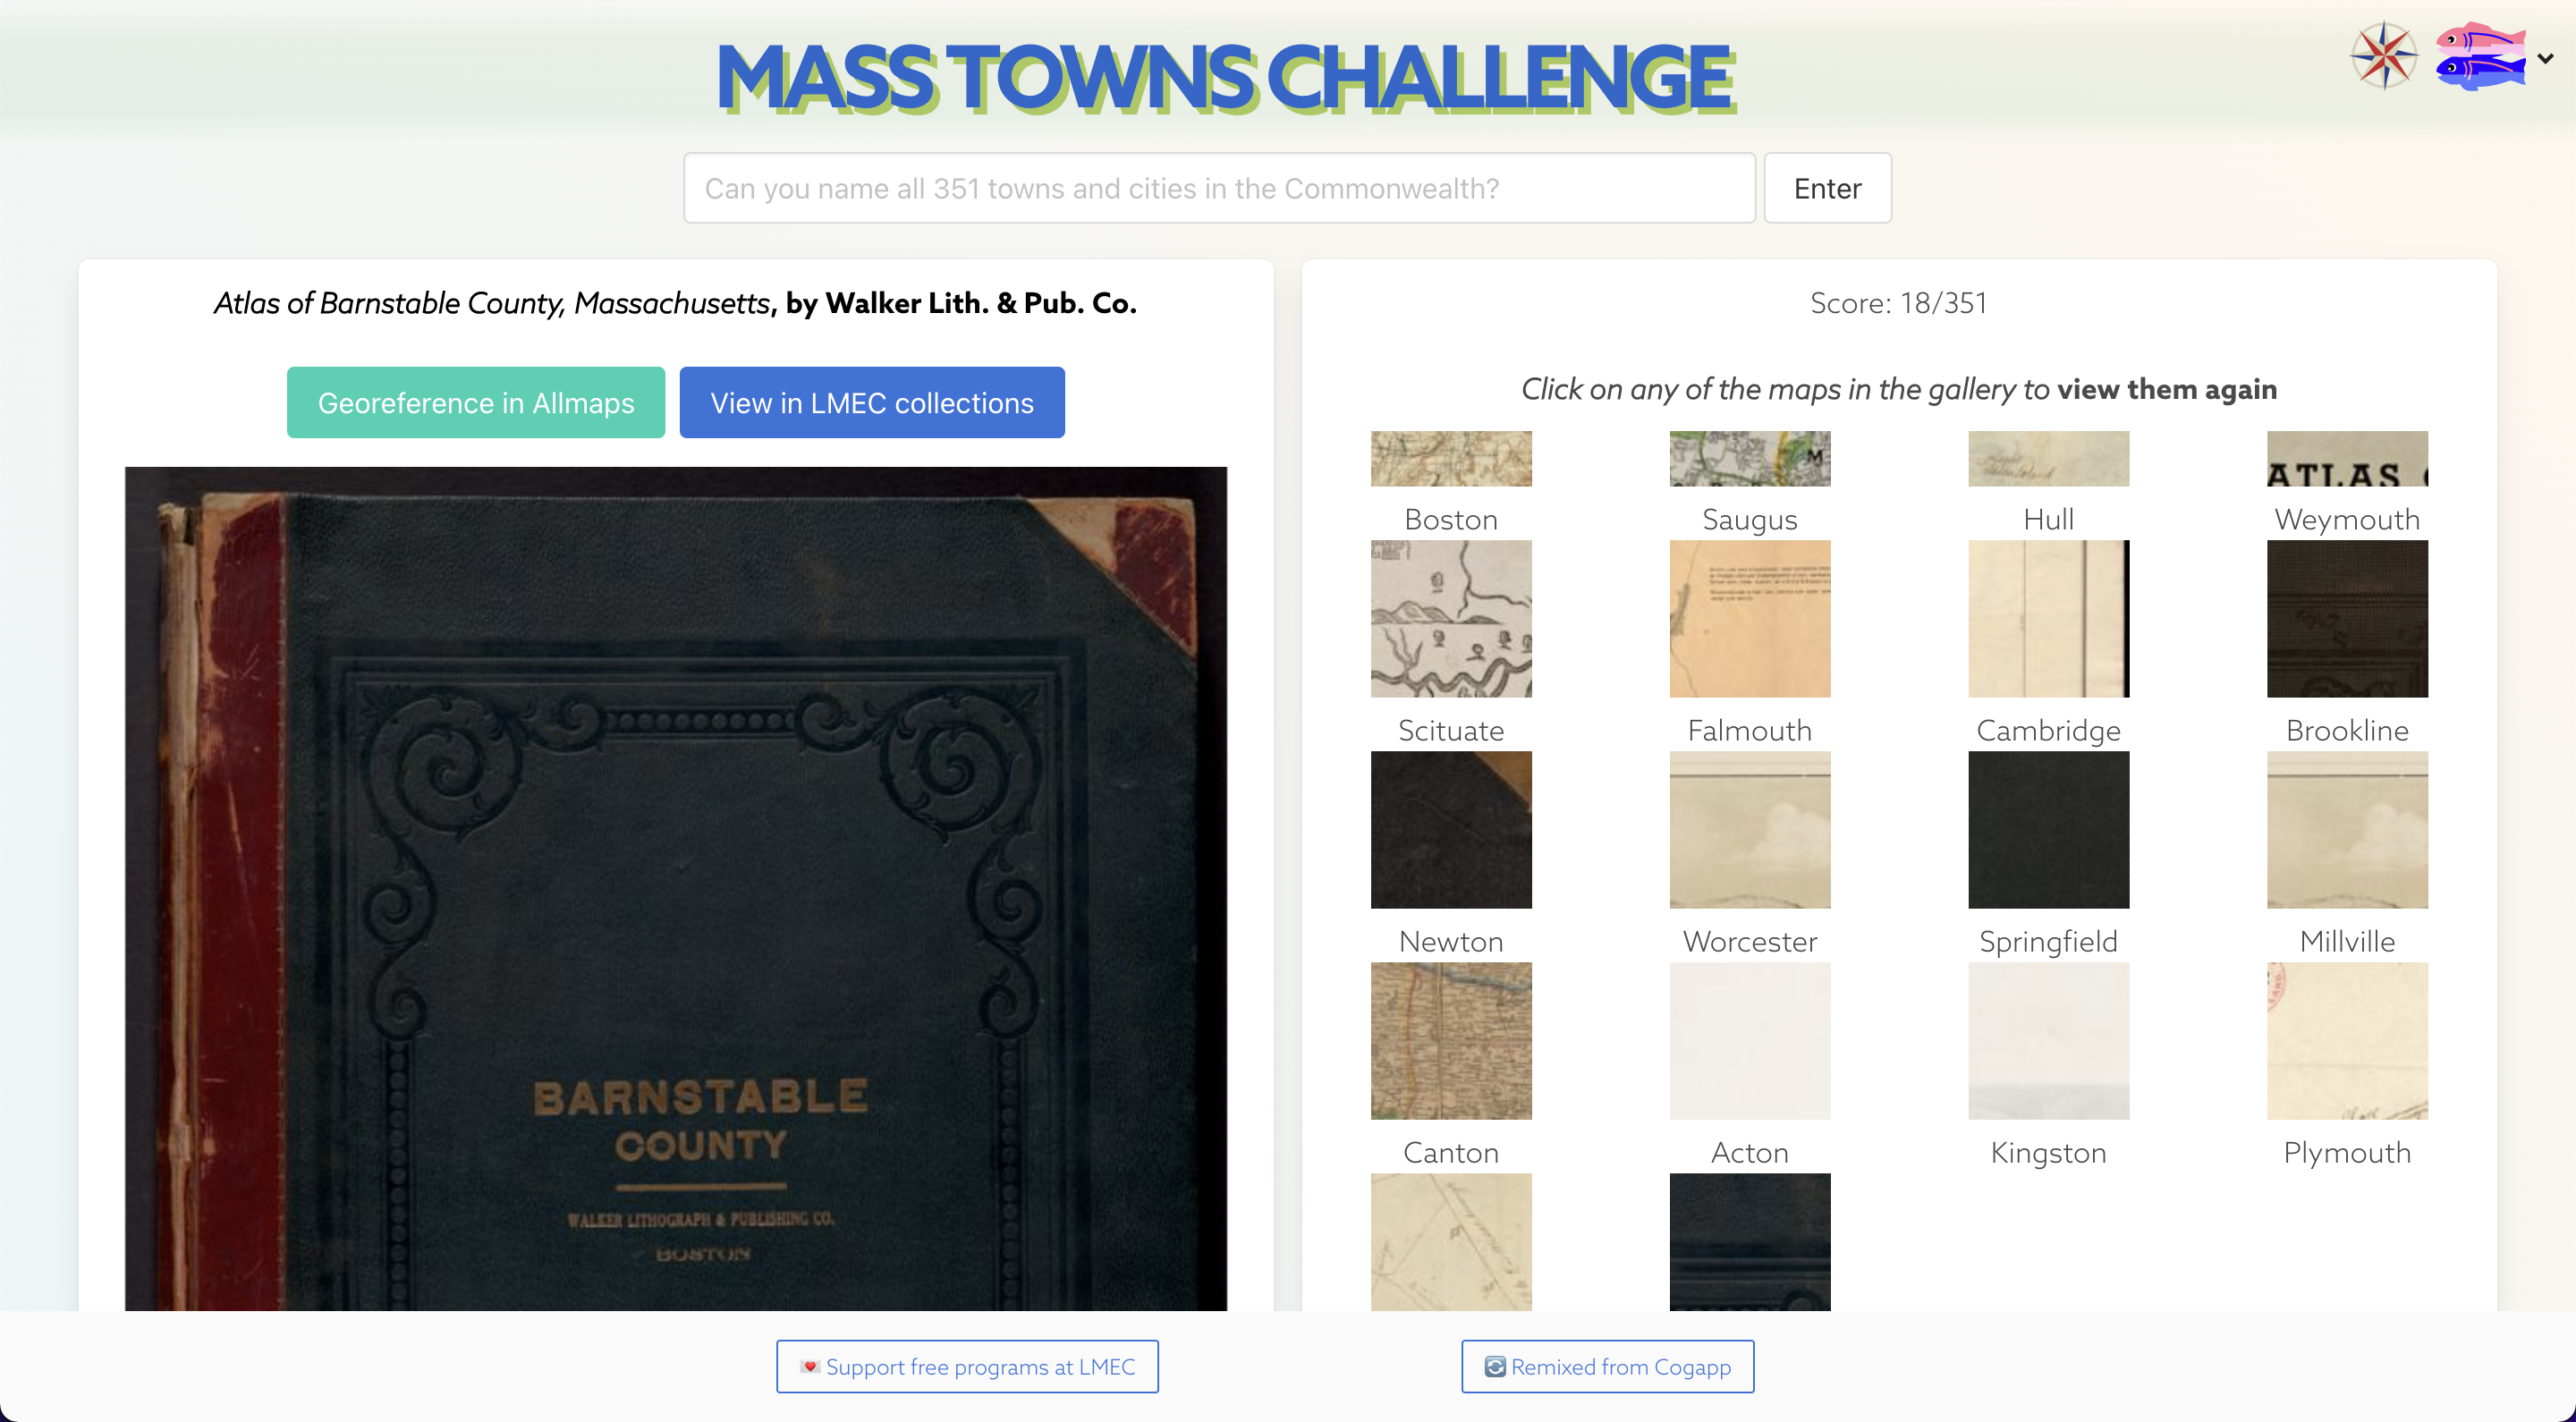 MASS TOWNS CHALLENGE
Can you name all 351 towns and cities in the Commonwealth?
Enter
Atlas of Barnstable County, Massachusetts, by Walker Lith. & Pub. Co.
Georeference in Allmaps
View in LMEC collections
BARNSTABLE
COUNTY
WALKER LITHOGRAPH & PUBLISHING CO.
BOSTON
Score: 18/351
Click on any of the maps in the gallery to view them again
M
ATLAS
Boston
Saugus
Hull
Weymouth
Scituate
Falmouth
Cambridge
Brookline
Newton
Worcester
Springfield
Millville
Canton
Acton
Kingston
Plymouth
💌 Support free programs at LMEC
🔄 Remixed from Cogapp